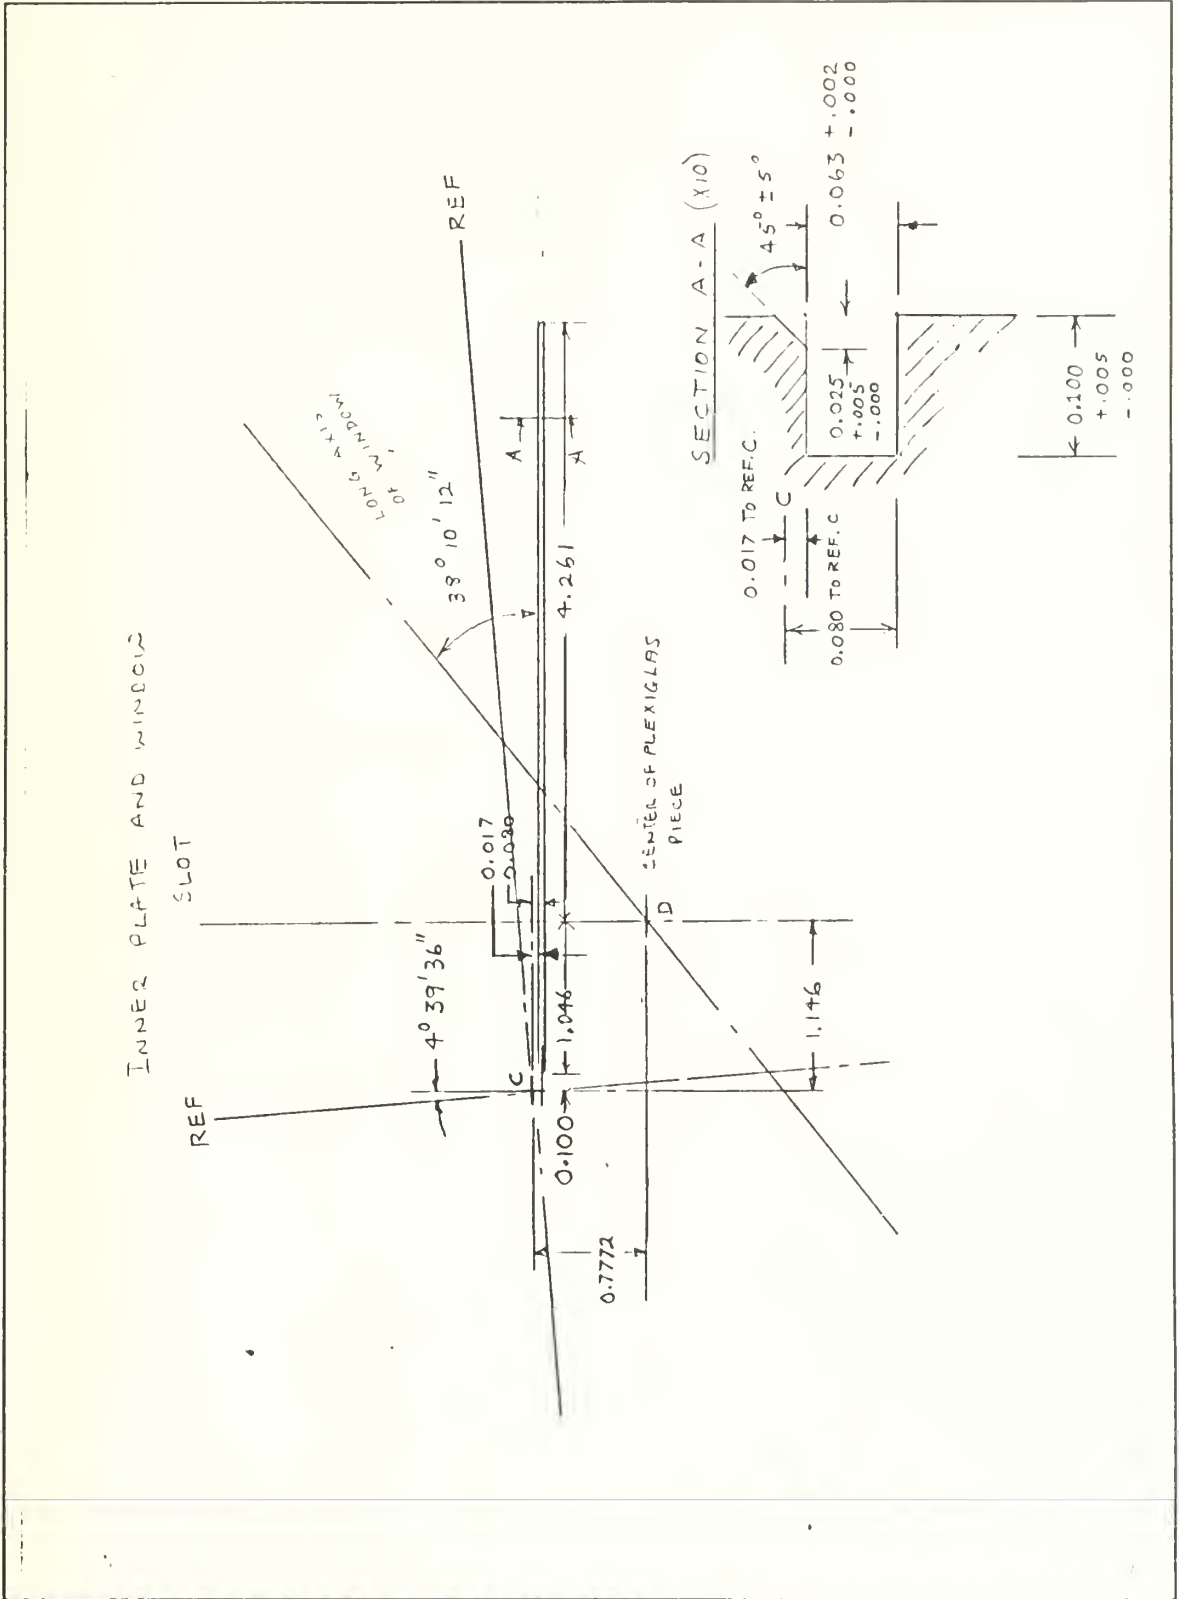 INNER PLATE AND WINDOW
SLOT
REF
4° 39' 36"
C
0.017
0.080
LONG AXIS
OF WINDOW
38° 10' 12"
REF
A
A
0.100
1.046
4.261
0.7772
D
CENTER OF PLEXIGLAS
PIECE
1.146
SECTION A-A (X10)
45° ± 5°
0.063 +.002
-.000
0.017 TO REF.C.
C
0.080 TO REF.C
0.025
+.005
-.000
0.100
+.005
-.000